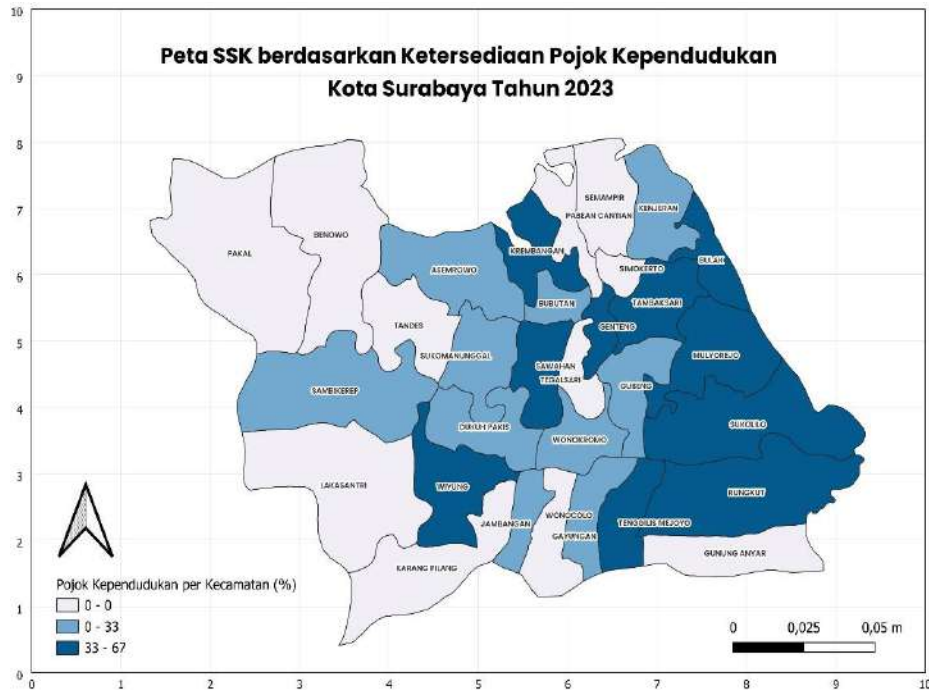 Peta SSK berdasarkan Ketersediaan Pojok Kependudukan
Kota Surabaya Tahun 2023
10
9
8
7
6
5
4
3
2
1
0
0
1
2
3
4
5
6
7
8
9
10
SEMAMPIR
PABEAN CANTIAN
KENJERAN
BENOWO
PAKAL
KREMBANGAN
BULAK
ASEMROWO
SIMOKERTO
BUBUTAN
TAMBAKSARI
TANDES
GENTENG
SUKOMANUNGGAL
MULYOREJO
SAWAHAN
TEGALSARI
SAMBIKEREP
GUBENG
DUKUH PAKIS
WONOKROMO
SUKOLILO
LAKASANTRI
WIYUNG
RUNGKUT
JAMBANGAN
WONOCOLO
GAYUNGAN
TENGGILIS MEJOYO
KARANG PILANG
GUNUNG ANYAR
Pojok Kependudukan per Kecamatan (%)
0 - 0
0 - 33
33 - 67
0 0,025 0,05 m